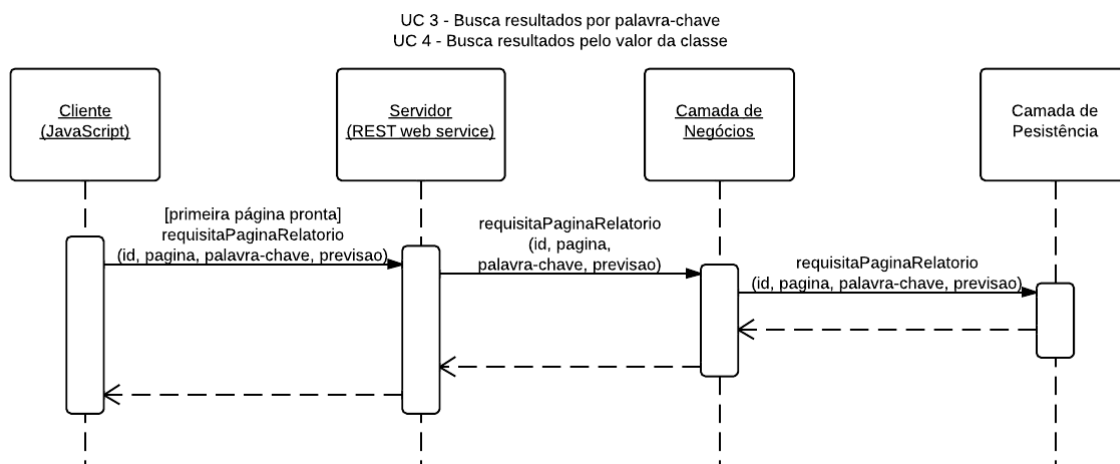 UC 3 - Busca resultados por palavra-chave
UC 4 - Busca resultados pelo valor da classe
Cliente
(JavaScript)
Servidor
(REST web service)
Camada de
Negócios
Camada de
Pesistência
[primeira página pronta]
requisitaPaginaRelatorio
(id, pagina, palavra-chave, previsao)
requisitaPaginaRelatorio
(id, pagina,
palavra-chave, previsao)
requisitaPaginaRelatorio
(id, pagina, palavra-chave, previsao)